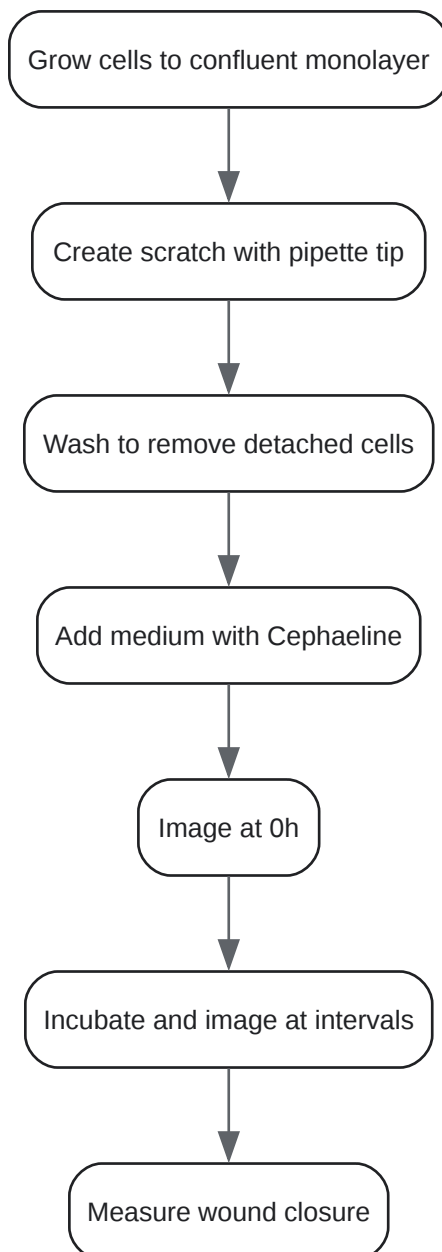 Grow cells to confluent monolayer
Create scratch with pipette tip
Wash to remove detached cells
Add medium with Cephaeline
Image at 0h
Incubate and image at intervals
Measure wound closure